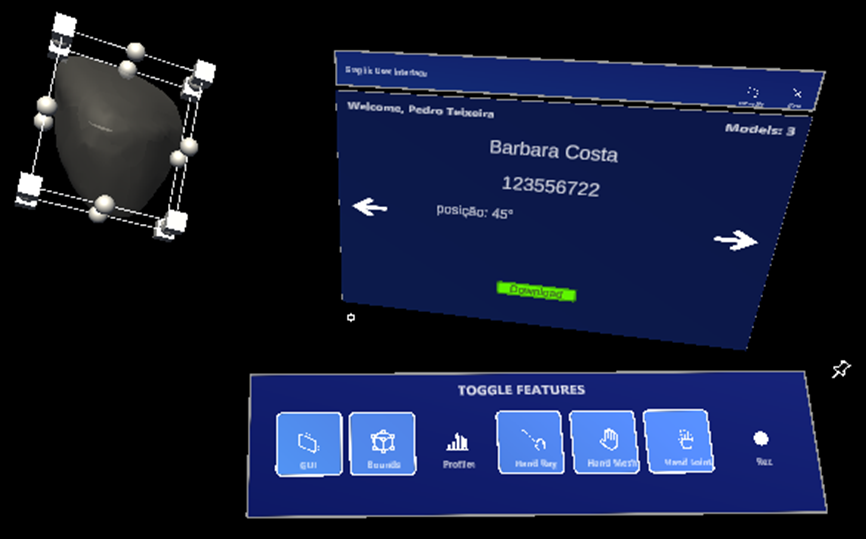 User Interface
Welcome, Pedro Teixeira
Models: 3
Barbara Costa
123556722
posição: 45°
Download
TOGGLE FEATURES
GUI
Bounds
Profiler
Hand Ray
Hand Mesh
Hand Joint
Rec